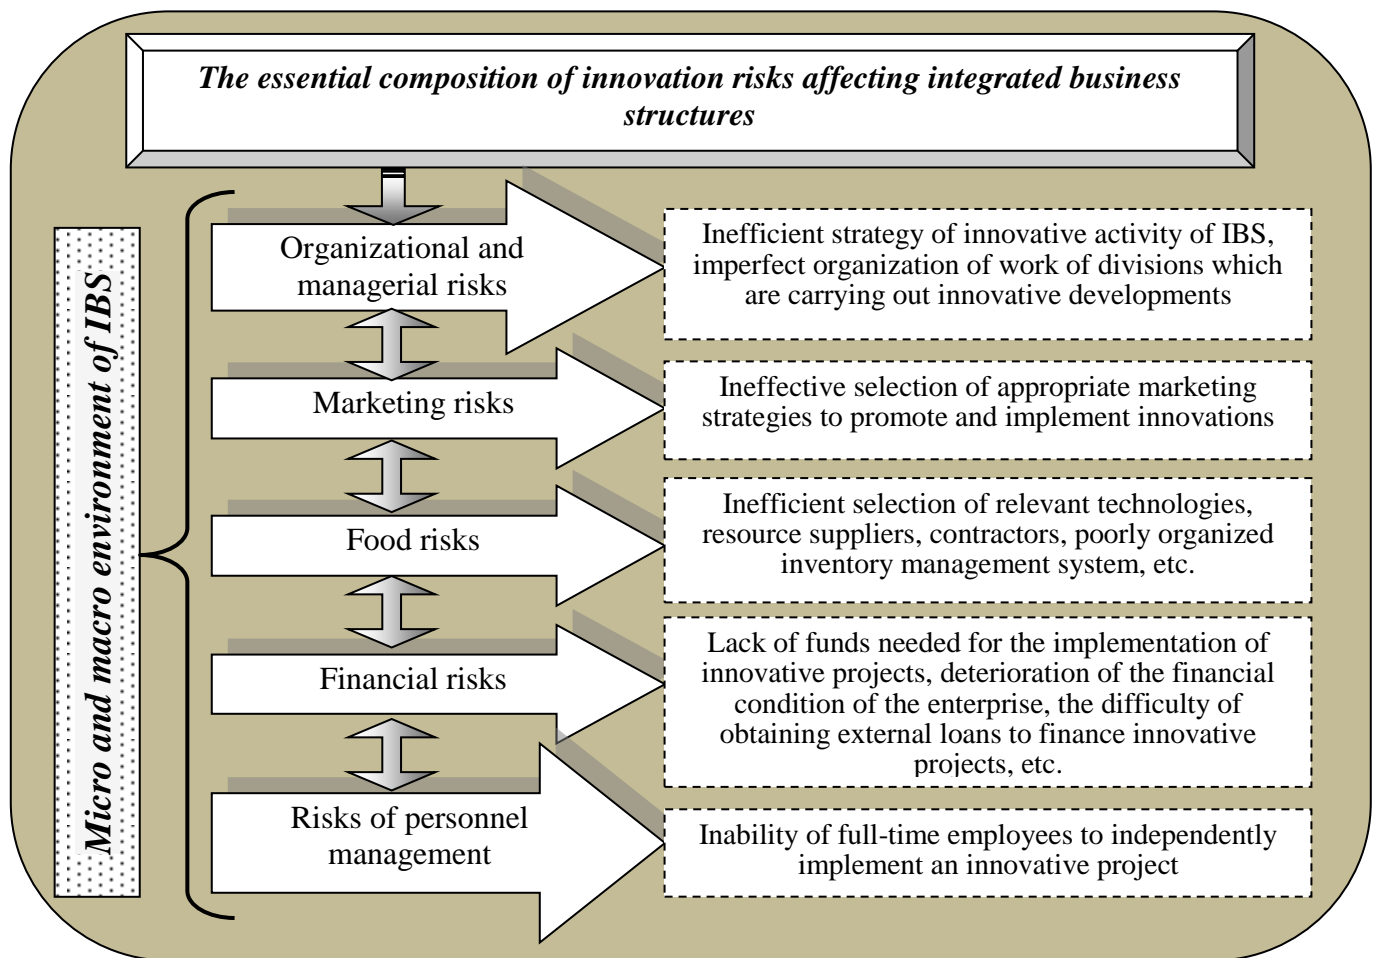 The essential composition of innovation risks affecting integrated business
structures
Micro and macro environment of IBS
Organizational and
managerial risks
Inefficient strategy of innovative activity of IBS,
imperfect organization of work of divisions which
are carrying out innovative developments
Marketing risks
Ineffective selection of appropriate marketing
strategies to promote and implement innovations
Food risks
Inefficient selection of relevant technologies,
resource suppliers, contractors, poorly organized
inventory management system, etc.
Financial risks
Lack of funds needed for the implementation of
innovative projects, deterioration of the financial
condition of the enterprise, the difficulty of
obtaining external loans to finance innovative
projects, etc.
Risks of personnel
management
Inability of full-time employees to independently
implement an innovative project